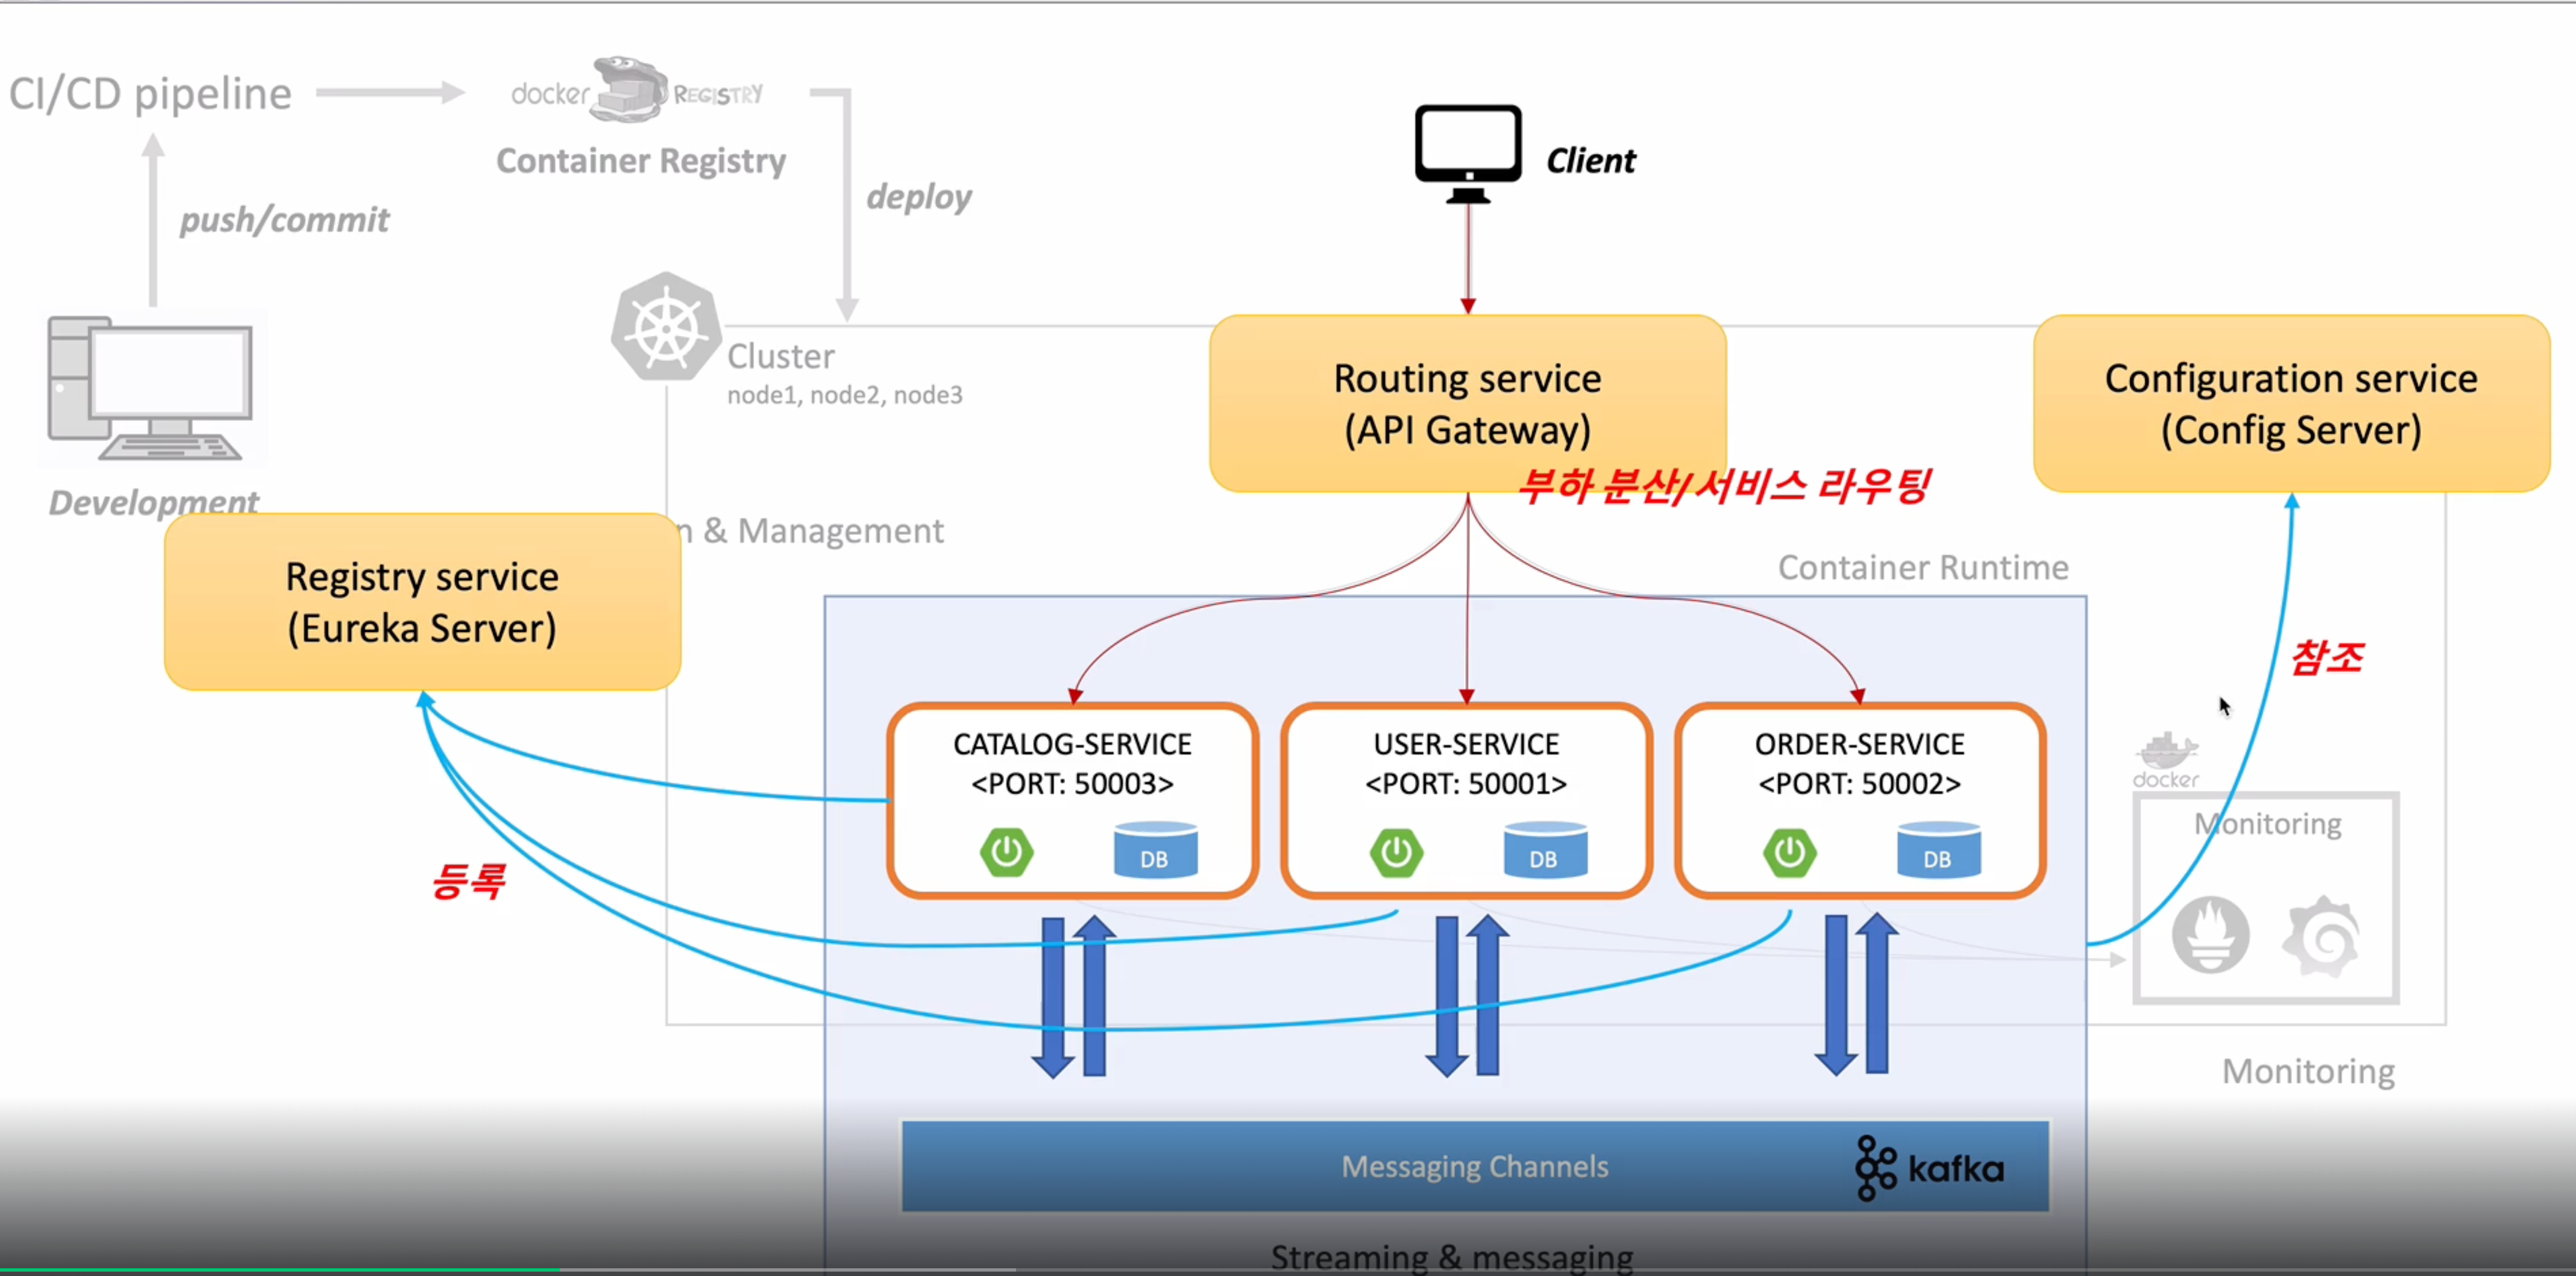 CI/CD pipeline
docker REGISTRY
Container Registry
push/commit
deploy
Client
Cluster
node1, node2, node3
Development
Routing service
(API Gateway)
부하 분산/서비스 라우팅
Configuration service
(Config Server)
n & Management
Registry service
(Eureka Server)
Container Runtime
참조
등록
CATALOG-SERVICE
<PORT: 50003>
DB
USER-SERVICE
<PORT: 50001>
DB
ORDER-SERVICE
<PORT: 50002>
DB
docker
Monitoring
Monitoring
Messaging Channels
kafka
Streaming & messaging